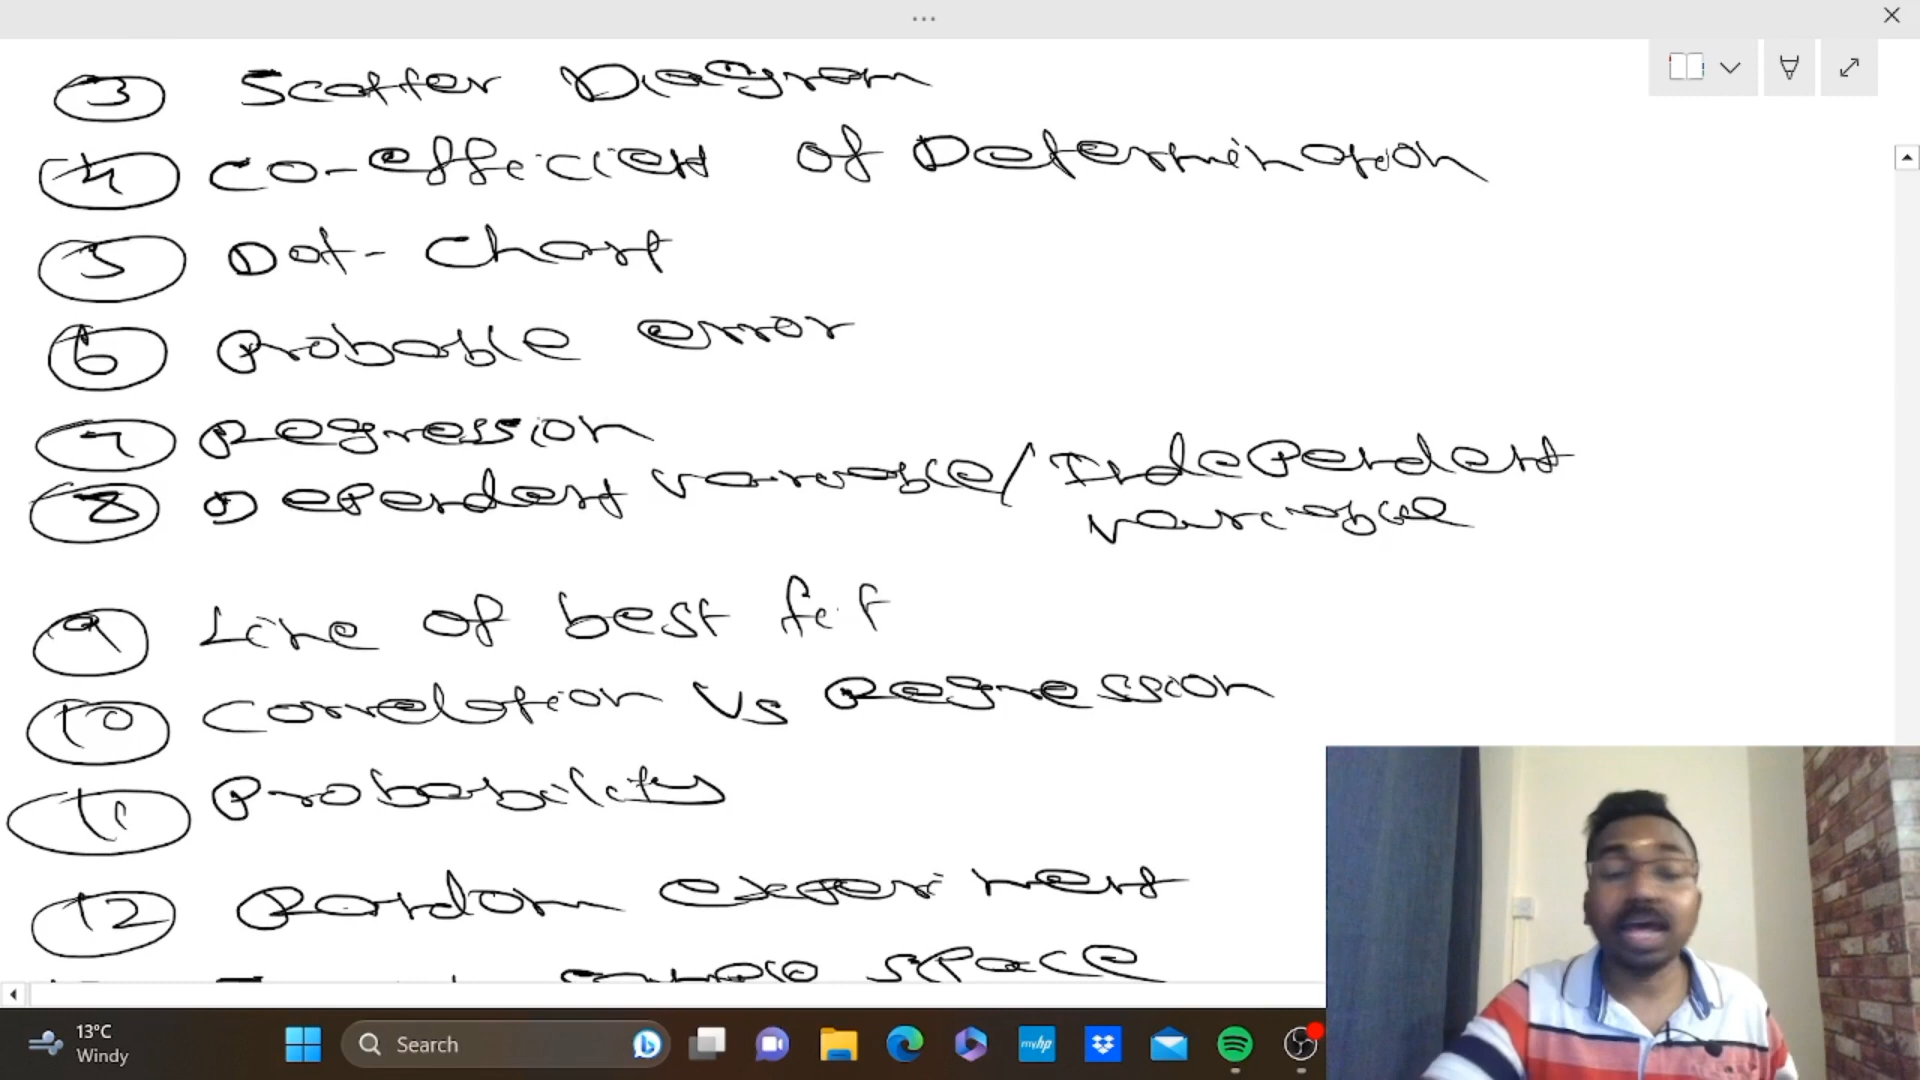 ...
3 Scatter Diagram
4 Co-efficient of Determination
5 Dot-Chart
6 Probable error
7 Regression
8 Dependent variable/Independent
variable
9 Line of best fit
10 Correlation Vs Regression
11 Probability
12 Random experiment
space
13°C
Windy
Search
myhp